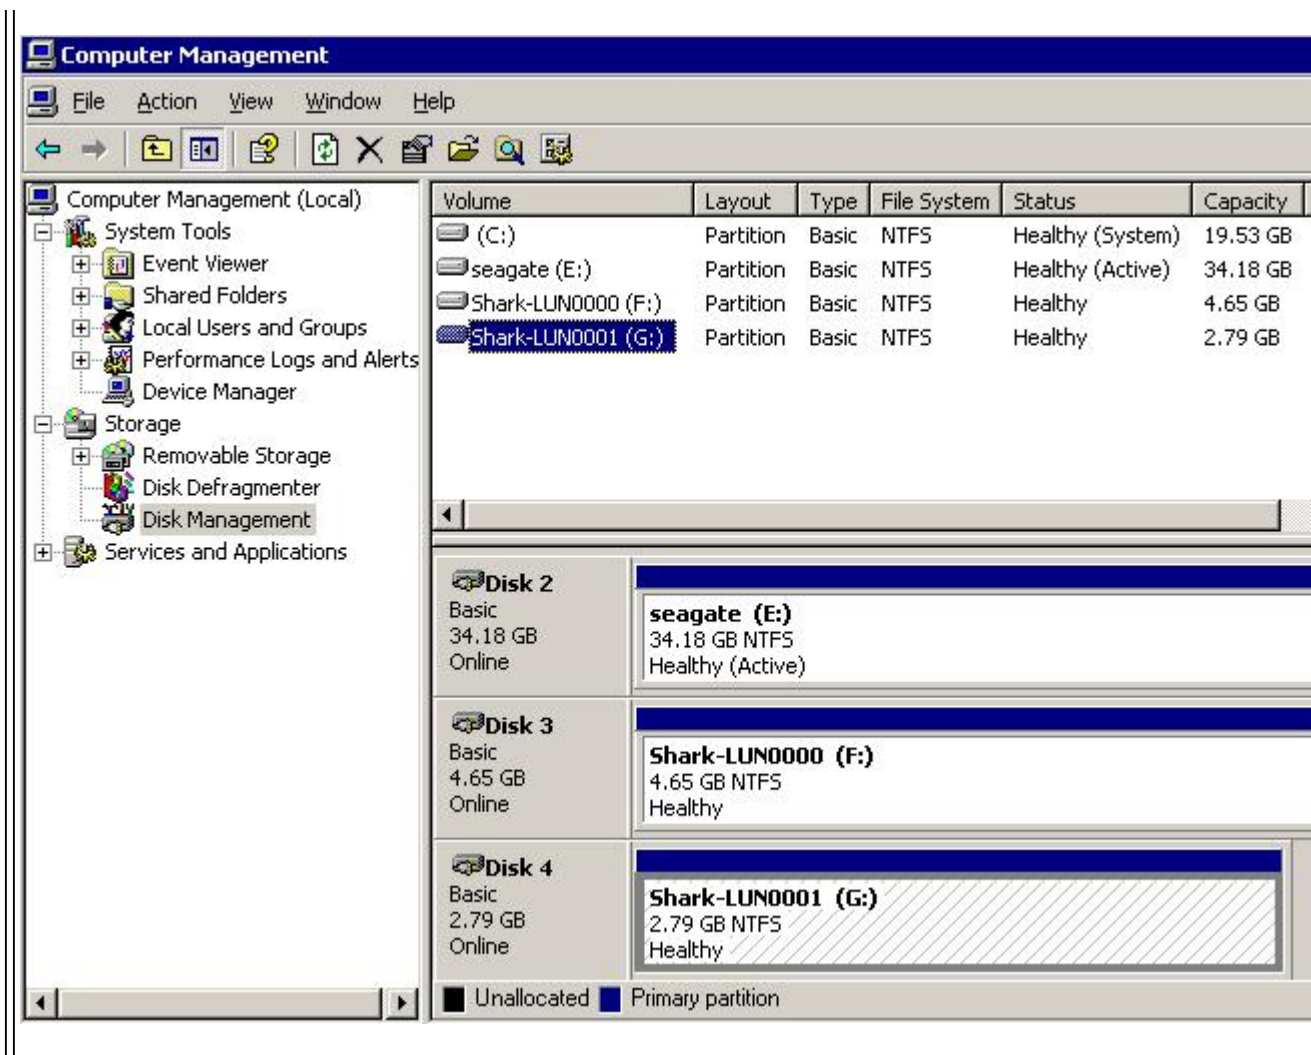 Computer Management
File Action View Window Help
Computer Management (Local)
System Tools
Event Viewer
Shared Folders
Local Users and Groups
Performance Logs and Alerts
Device Manager
Storage
Removable Storage
Disk Defragmenter
Disk Management
Services and Applications
Volume Layout Type File System Status Capacity
(C:) Partition Basic NTFS Healthy (System) 19.53 GB
seagate (E:) Partition Basic NTFS Healthy (Active) 34.18 GB
Shark-LUN0000 (F:) Partition Basic NTFS Healthy 4.65 GB
Shark-LUN0001 (G:) Partition Basic NTFS Healthy 2.79 GB
Disk 2
Basic
34.18 GB
Online
seagate (E:)
34.18 GB NTFS
Healthy (Active)
Disk 3
Basic
4.65 GB
Online
Shark-LUN0000 (F:)
4.65 GB NTFS
Healthy
Disk 4
Basic
2.79 GB
Online
Shark-LUN0001 (G:)
2.79 GB NTFS
Healthy
Unallocated Primary partition